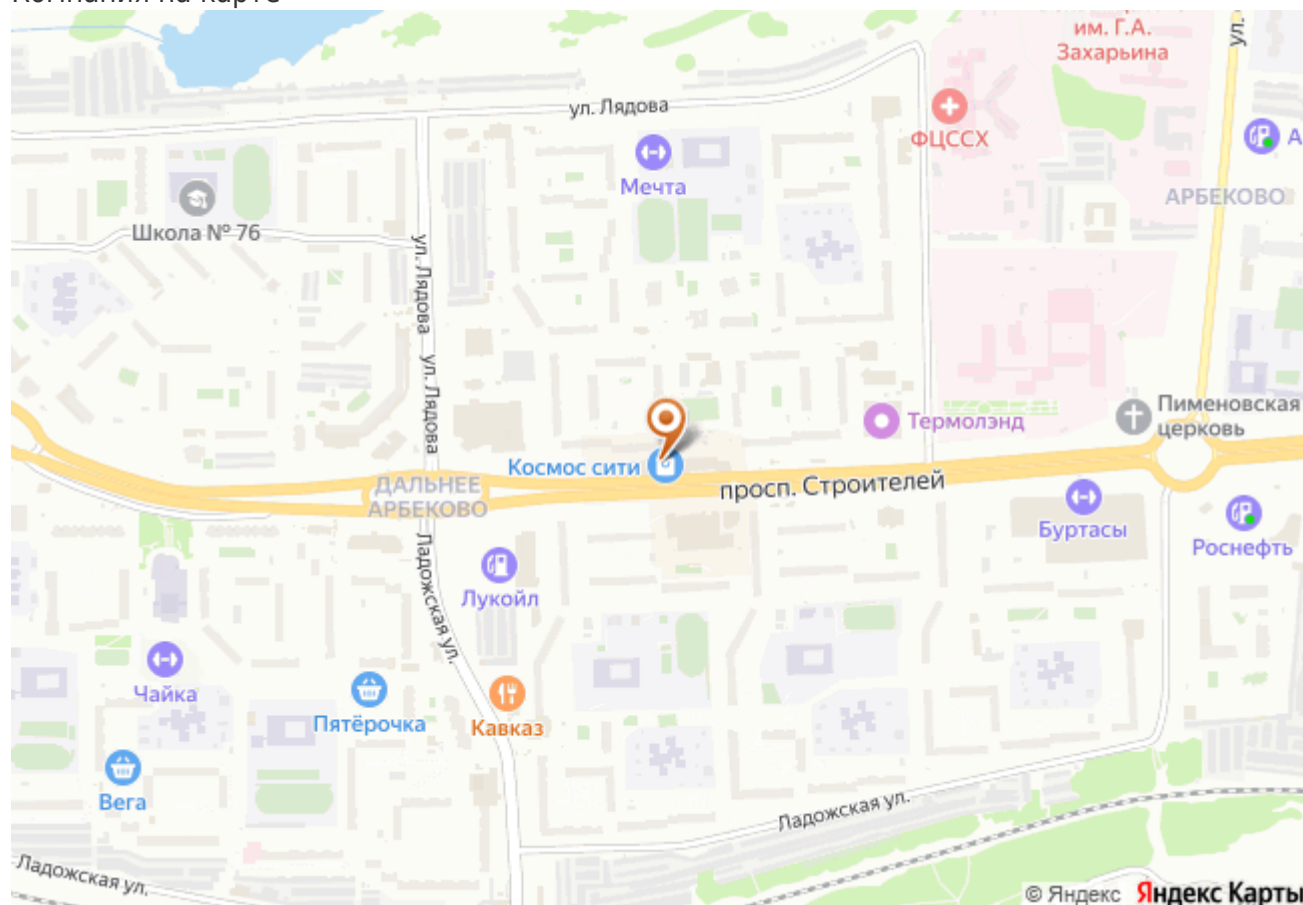 им. Г.А.
Захарьина
ул.
ул. Лядова
ФЦССХ
А
Мечта
АРБЕКОВО
Школа № 76
ул. Лядова
ул. Лядова
Пименовская
церковь
Термолэнд
Космос сити
просп. Строителей
ДАЛЬНЕЕ
АРБЕКОВО
Буртасы
Роснефть
Лукойл
Ладожская ул.
Чайка
Пятёрочка
Кавказ
Вега
Ладожская ул.
Ладожская ул.
© Яндекс Яндекс Карты